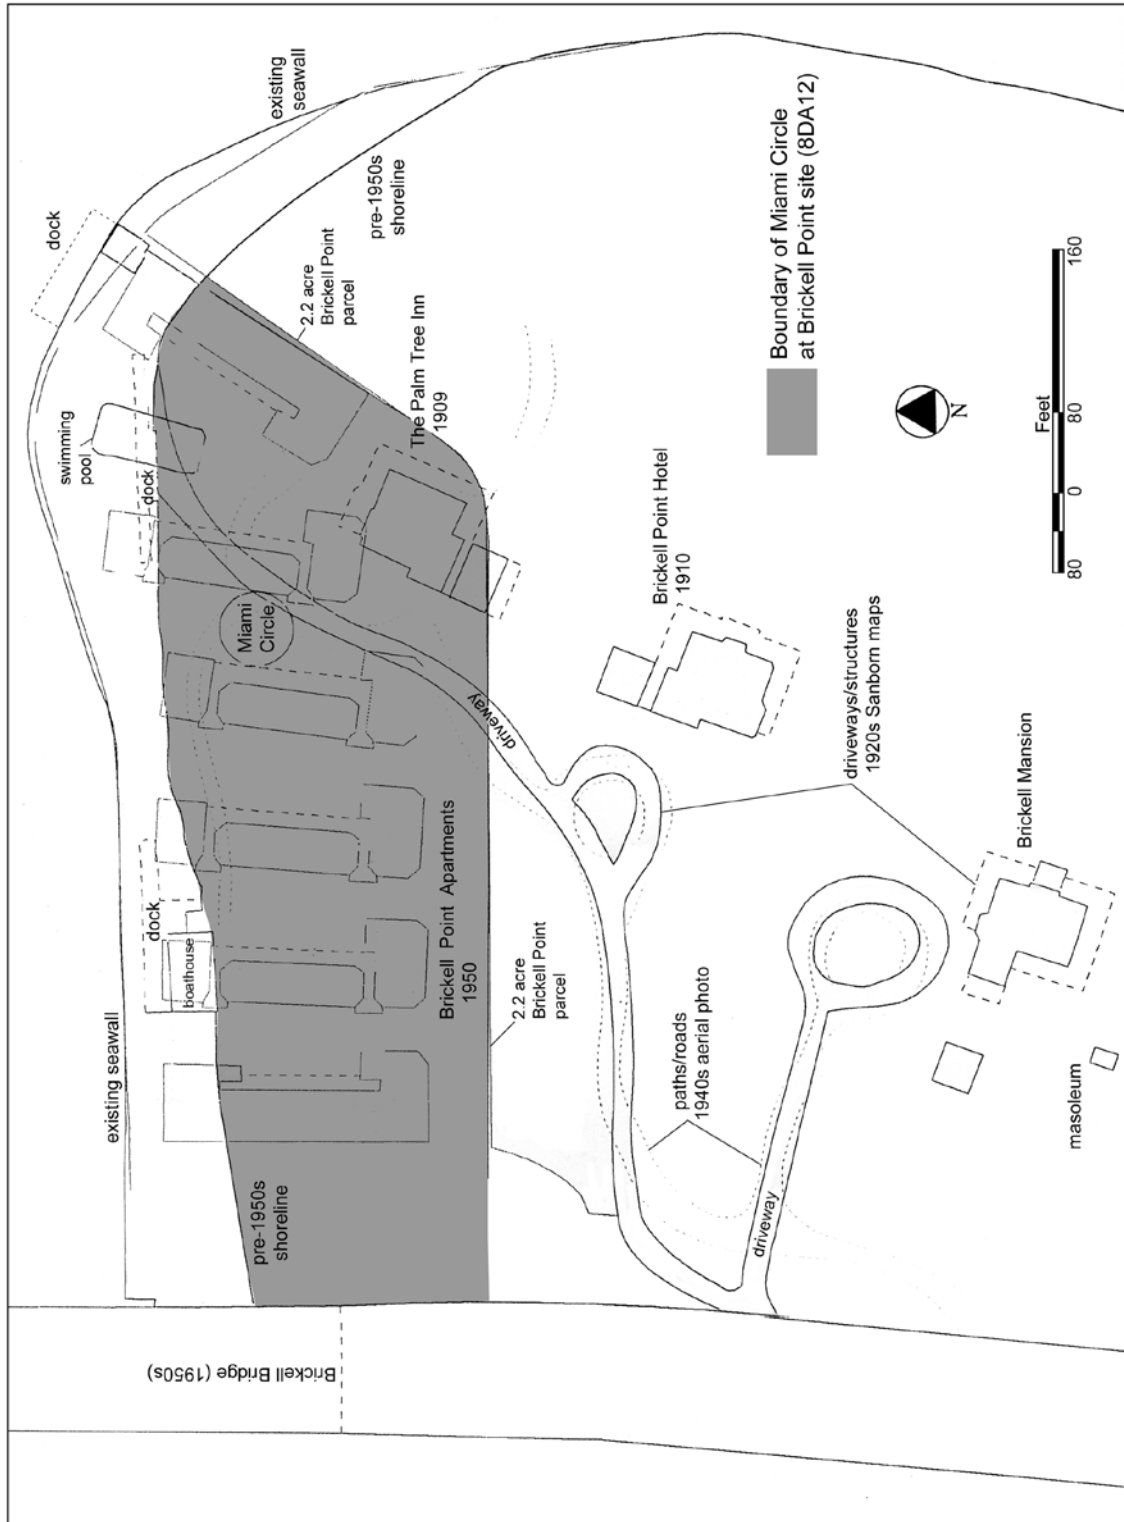 existing
seawall
dock
pre-1950s
shoreline
2.2 acre
Brickell Point
parcel
The Palm Tree Inn
1909
swimming
pool
dock
Miami
Circle
Boundary of Miami Circle
at Brickell Point site (8DA12)
N
Feet
80
0
80
160
Brickell Point Hotel
1910
driveway
driveways/structures
1920s Sanborn maps
Brickell Mansion
dock
boathouse
Brickell Point Apartments
1950
2.2 acre
Brickell Point
parcel
existing seawall
paths/roads
1940s aerial photo
masoleum
pre-1950s
shoreline
driveway
Brickell Bridge (1950s)